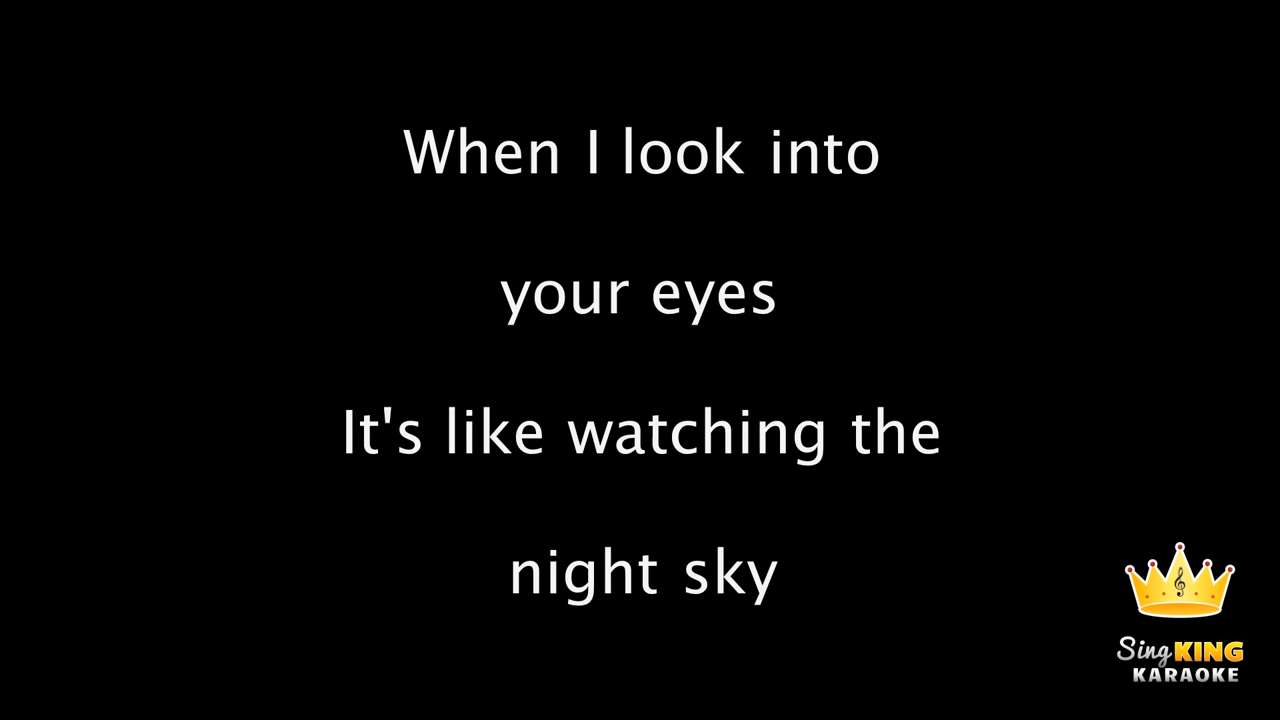 When I look into
your eyes
It's like watching the
night sky
Sing KING
KARAOKE